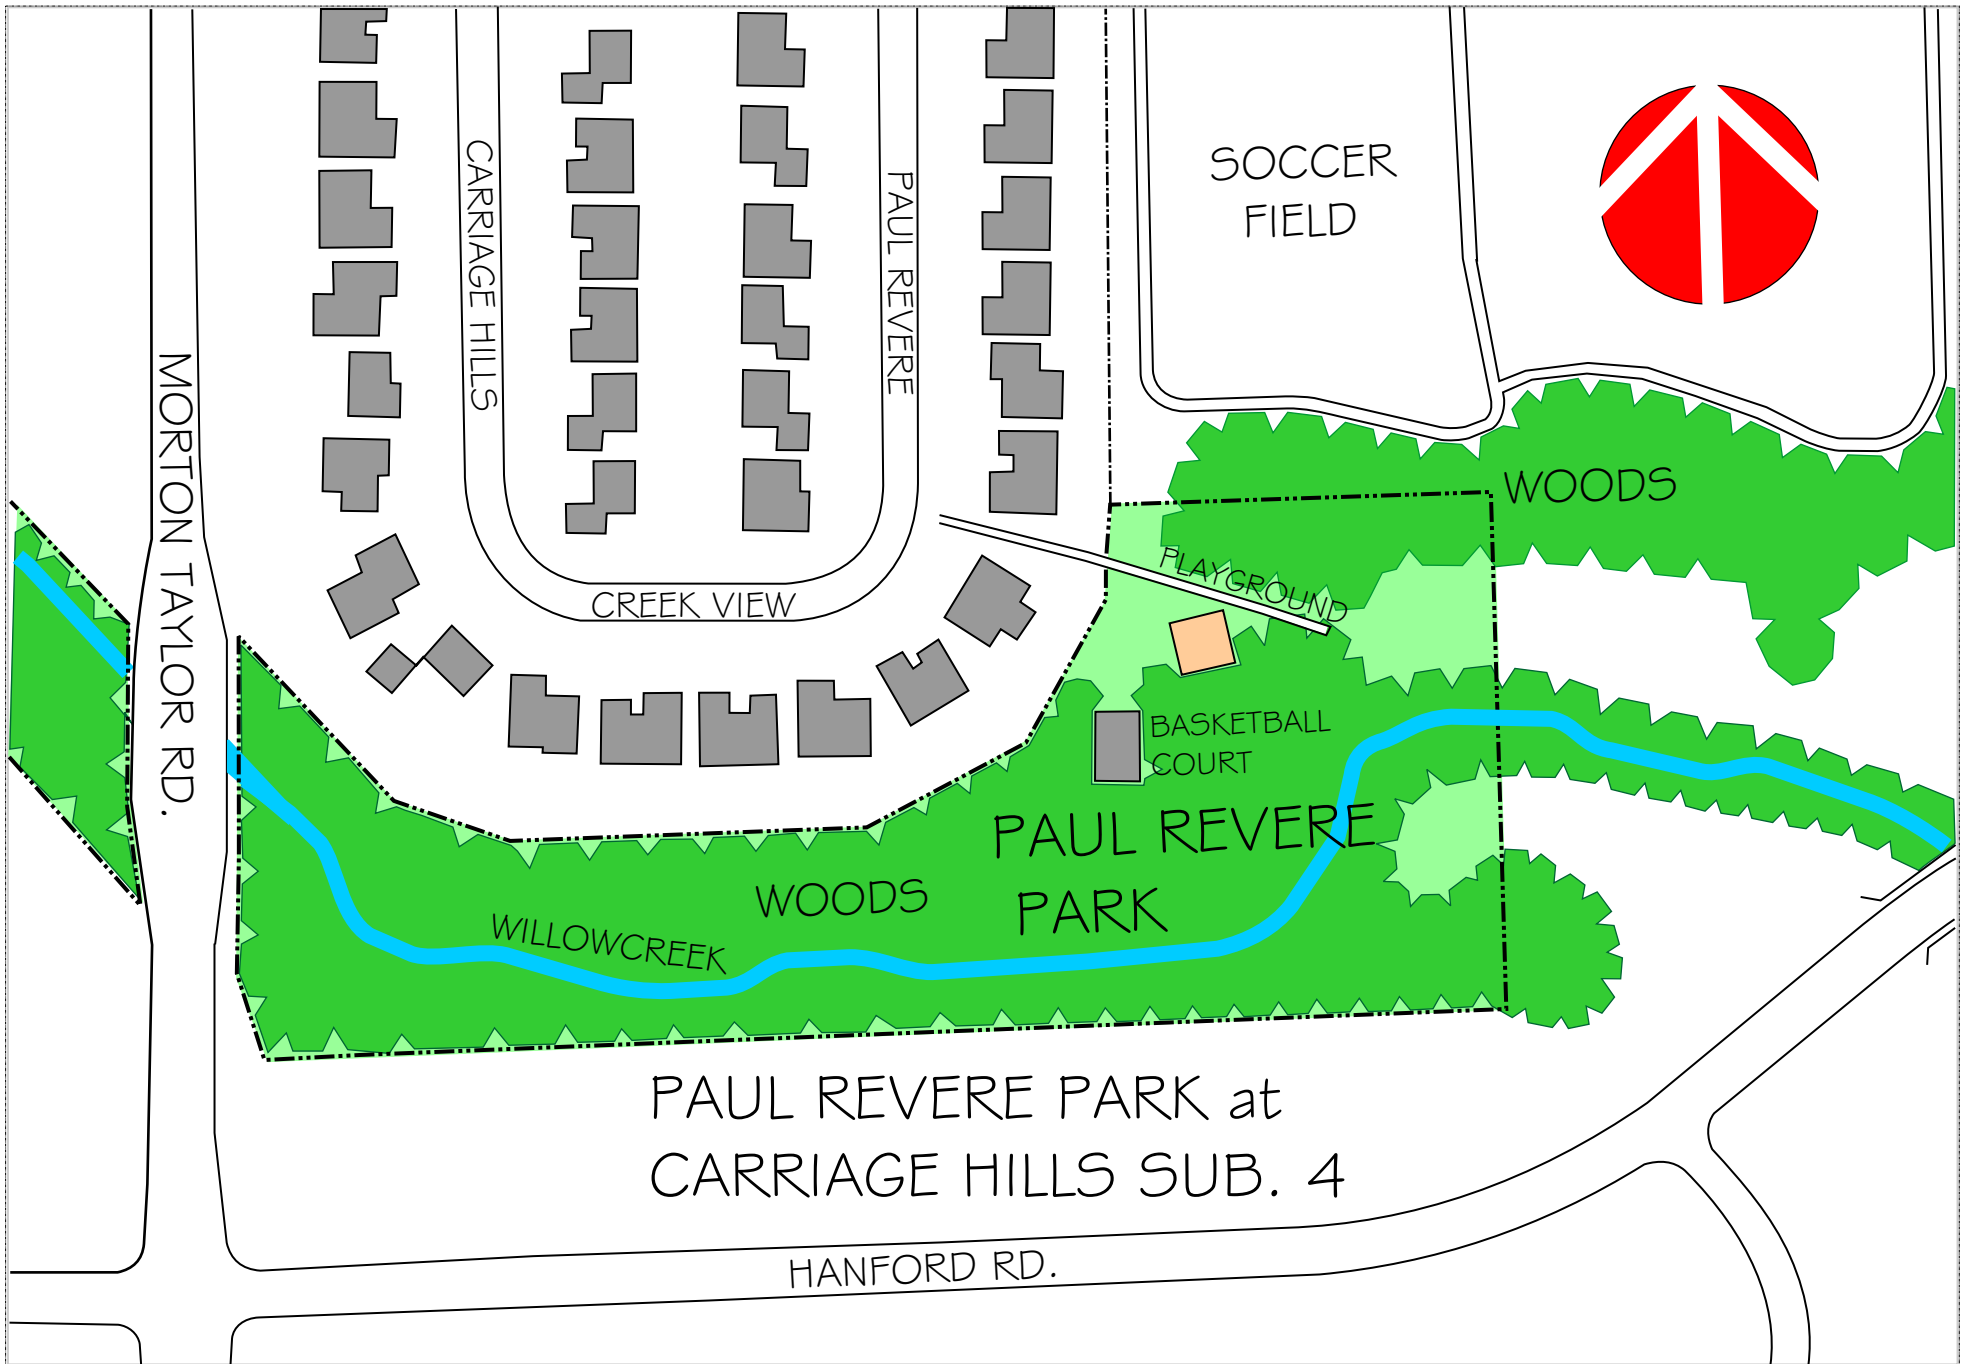 SOCCER
FIELD
CARRIAGE HILLS
PAUL REVERE
MORTON TAYLOR RD.
WOODS
PLAYGROUND
CREEK VIEW
BASKETBALL
COURT
PAUL REVERE
PARK
WOODS
WILLOWCREEK
PAUL REVERE PARK at
CARRIAGE HILLS SUB. 4
HANFORD RD.